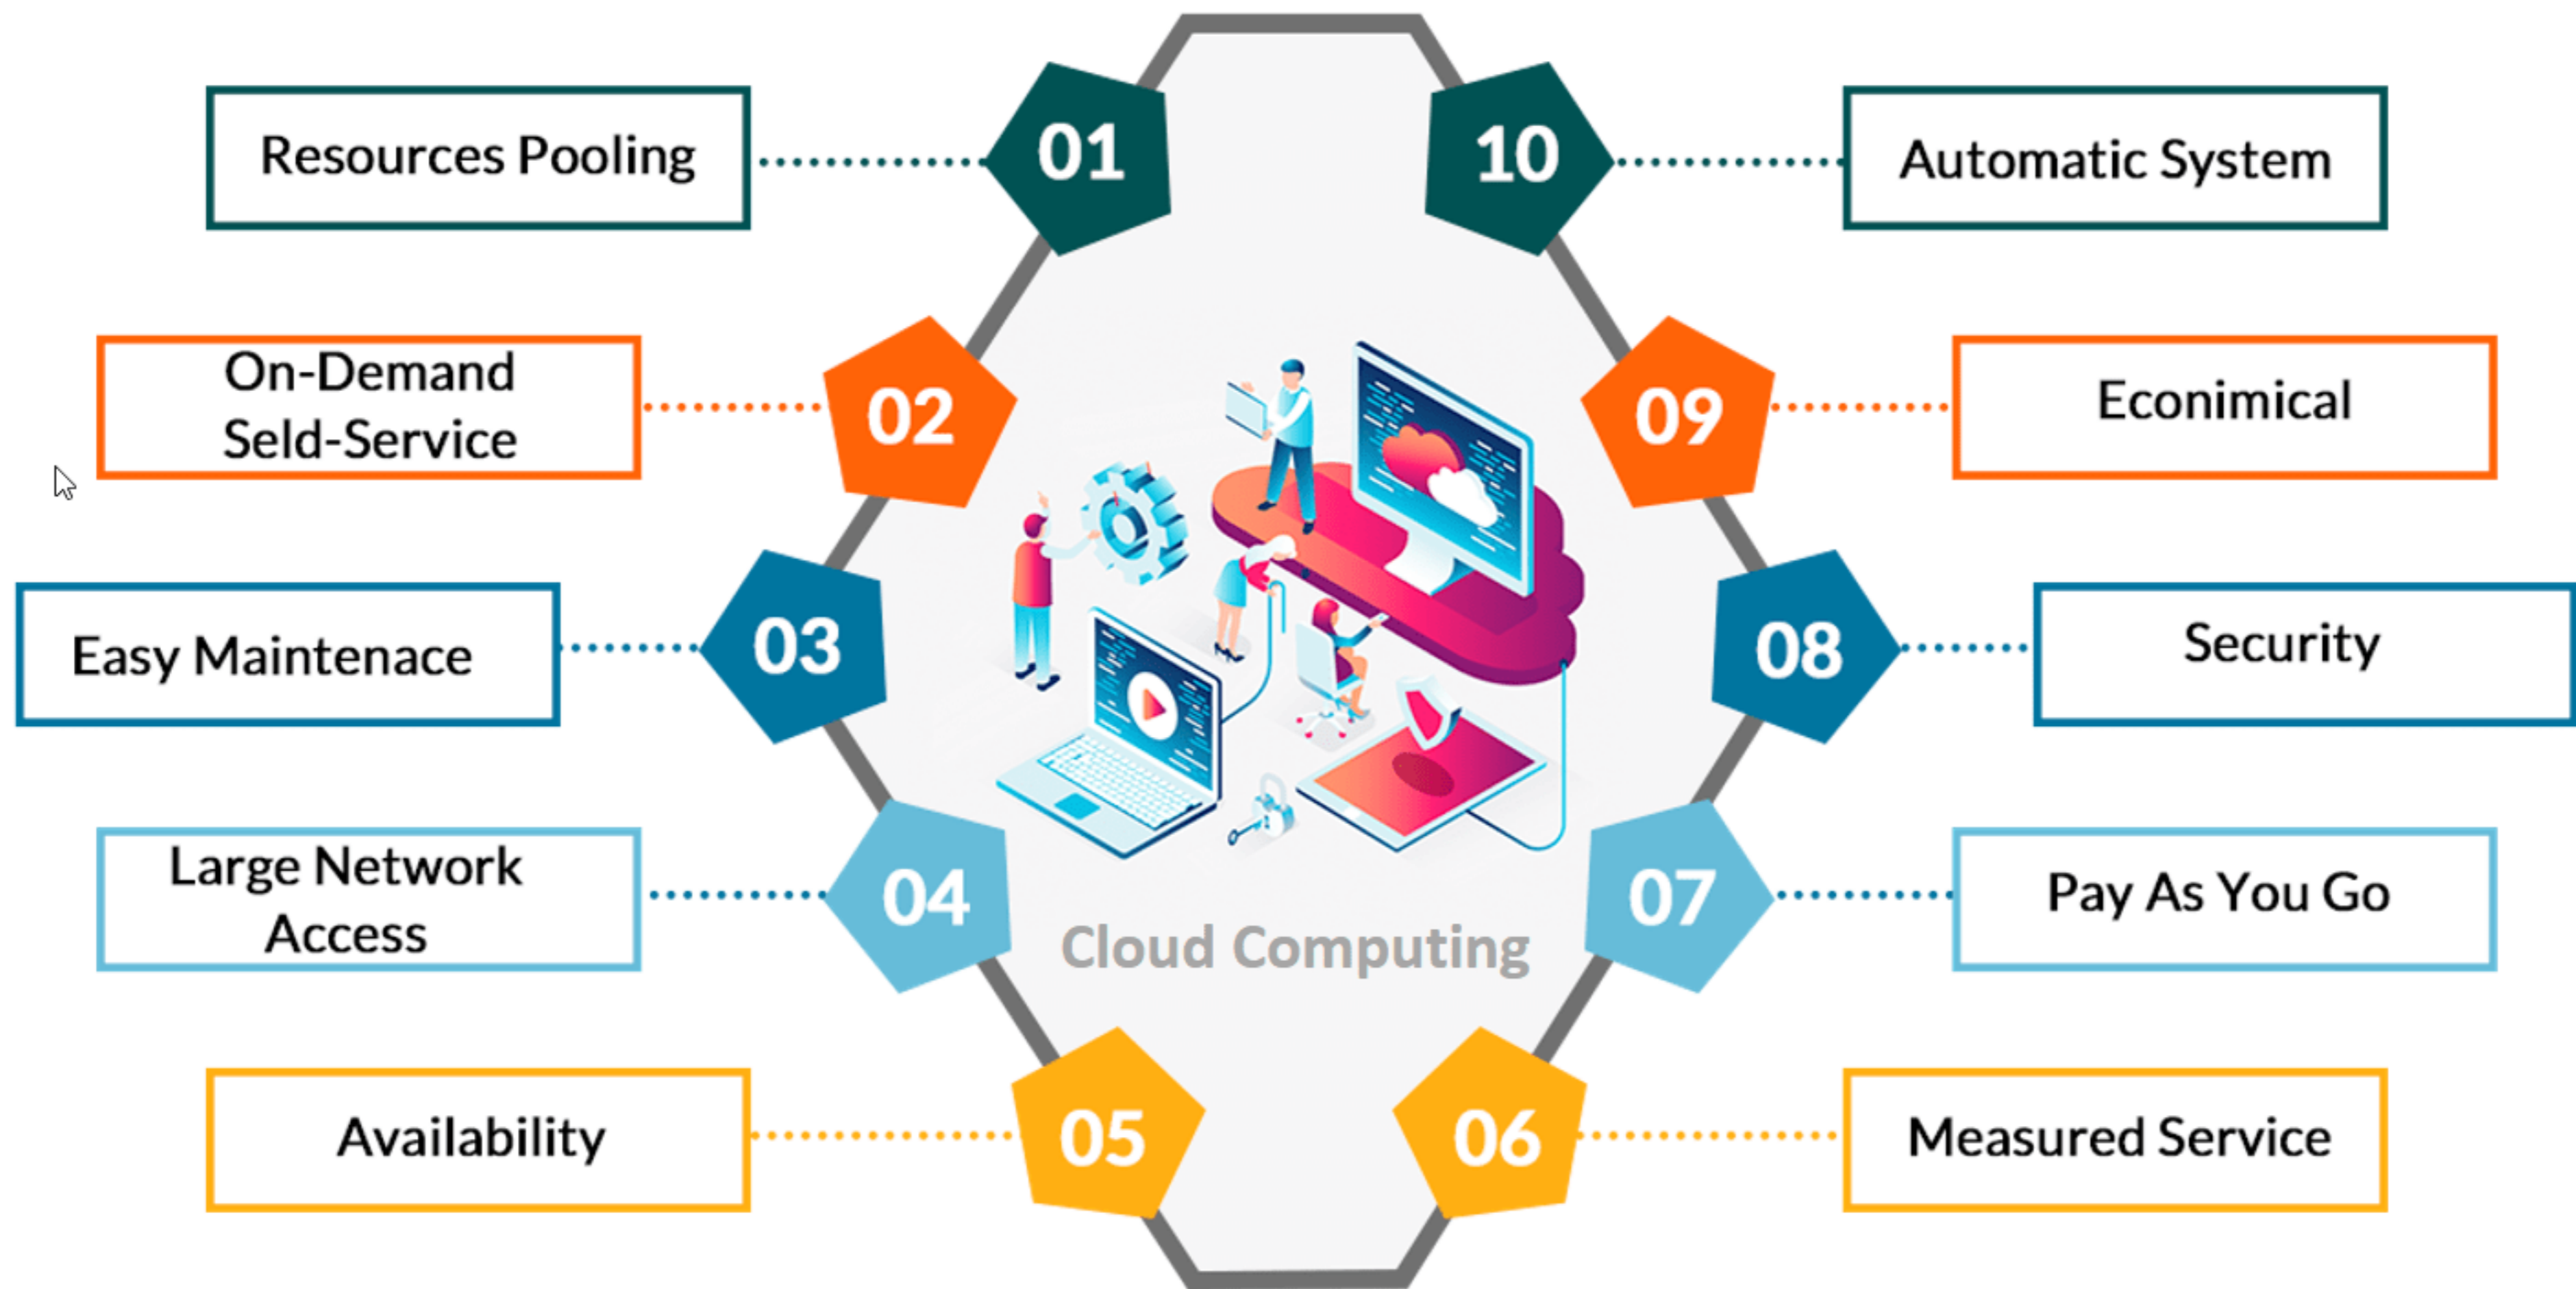 01
Resources Pooling
02
On-Demand
Seld-Service
03
Easy Maintenace
04
Large Network
Access
05
Availability
10
Automatic System
09
Econimical
08
Security
07
Pay As You Go
06
Measured Service
Cloud Computing